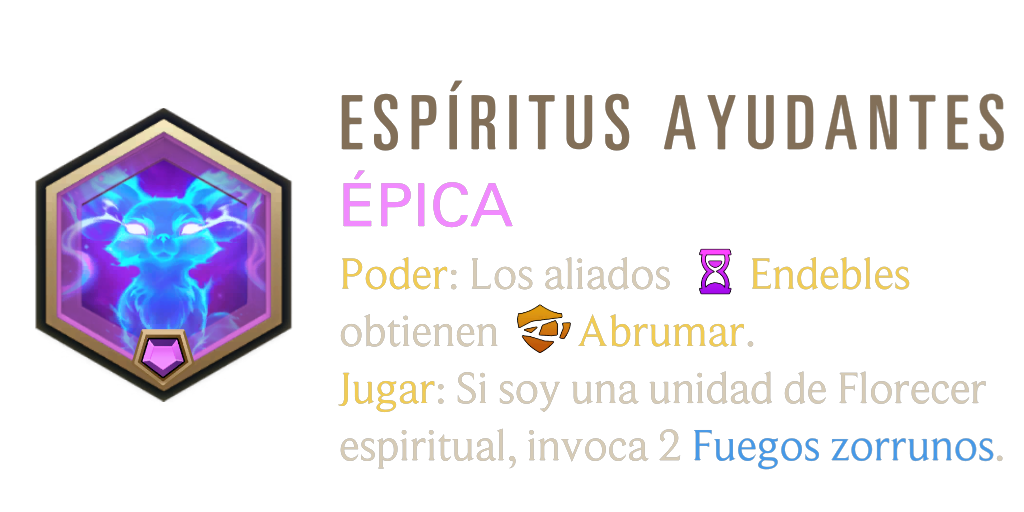 ESPÍRITUS AYUDANTES
ÉPICA
Poder: Los aliados Endebles
obtienen Abrumar.
Jugar: Si soy una unidad de Florecer
espiritual, invoca 2 Fuegos zorrunos.